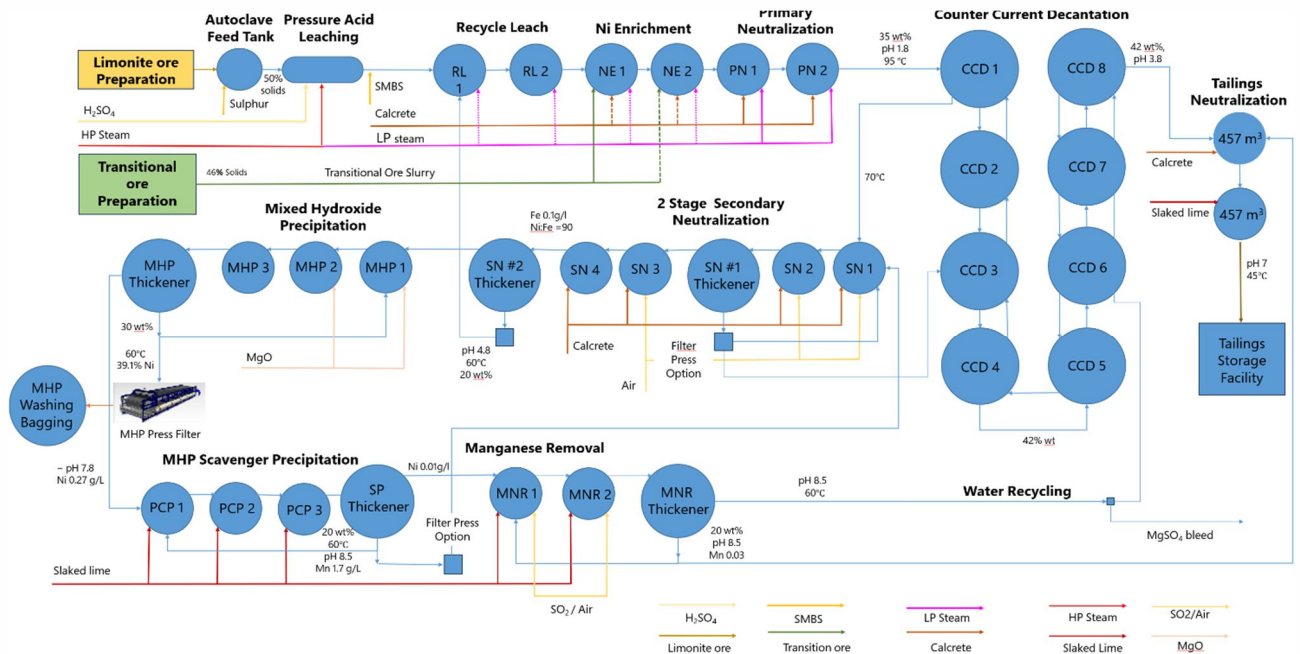 Autoclave
Feed Tank
Pressure Acid
Leaching
Recycle Leach
Ni Enrichment
Primary
Neutralization
Counter Current Decantation
Limonite ore
Preparation
50%
solids
Sulphur
H2SO4
HP Steam
SMBS
Calcrete
LP steam
RL
1
RL 2
NE 1
NE 2
PN 1
PN 2
35 wt%
pH 1.8
95 °C
CCD 1
CCD 8
42 wt%,
pH 3.8
Tailings
Neutralization
457 m³
Calcrete
Slaked lime
457 m³
pH 7
45°C
Tailings
Storage
Facility
Transitional
ore
Preparation
46% Solids
Transitional Ore Slurry
70°C
CCD 2
CCD 7
CCD 3
CCD 6
CCD 4
CCD 5
42% wt
Mixed Hydroxide
Precipitation
Fe 0.1g/l
Ni:Fe =90
2 Stage Secondary
Neutralization
MHP
Thickener
MHP 3
MHP 2
MHP 1
SN #2
Thickener
SN 4
SN 3
SN #1
Thickener
SN 2
SN 1
30 wt%
60°C
39.1% Ni
MgO
pH 4.8
60°C
20 wt%
Calcrete
Air
Filter
Press
Option
MHP
Washing
Bagging
MHP Press Filter
~ pH 7.8
Ni 0.27 g/L
MHP Scavenger Precipitation
Ni 0.01g/l
Manganese Removal
PCP 1
PCP 2
PCP 3
SP
Thickener
20 wt%
60°C
pH 8.5
Mn 1.7 g/L
Filter Press
Option
MNR 1
MNR 2
MNR
Thickener
20 wt%
pH 8.5
Mn 0.03
pH 8.5
60°C
Water Recycling
MgSO4 bleed
Slaked lime
SO2 / Air
H2SO4
SMBS
LP Steam
HP Steam
SO2/Air
Limonite ore
Transition ore
Calcrete
Slaked Lime
MgO